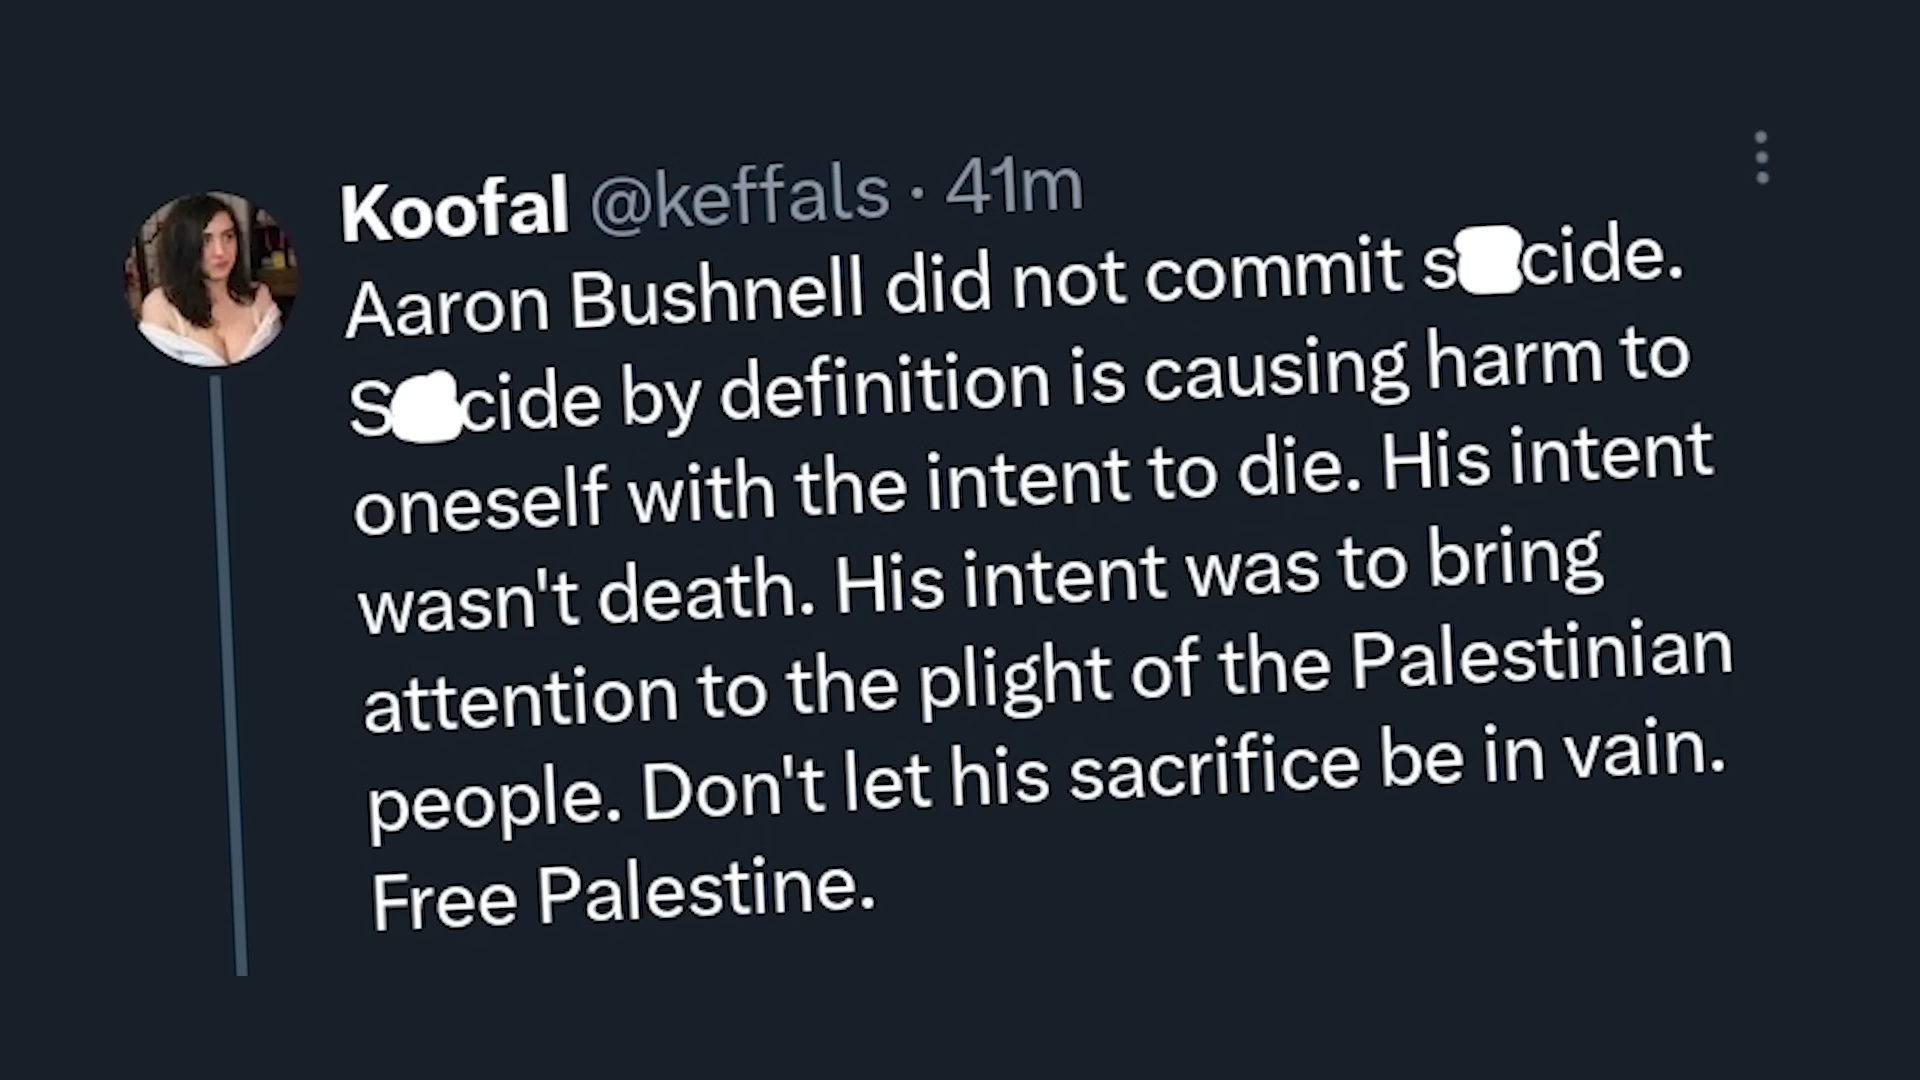 Koofal @keffals · 41m
Aaron Bushnell did not commit s cide.
S cide by definition is causing harm to
oneself with the intent to die. His intent
wasn't death. His intent was to bring
attention to the plight of the Palestinian
people. Don't let his sacrifice be in vain.
Free Palestine.